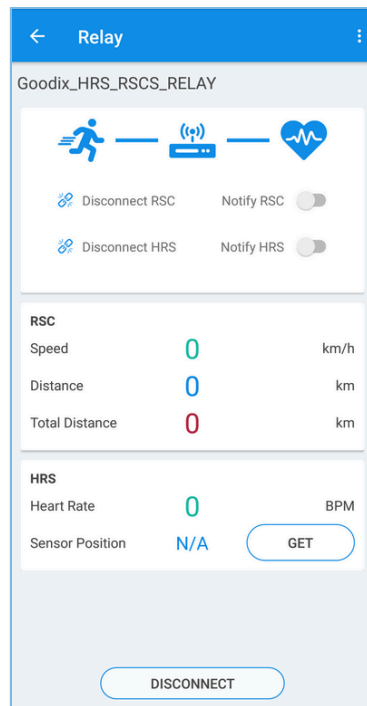 Relay
Goodix_HRS_RSCS_RELAY
Disconnect RSC Notify RSC
Disconnect HRS Notify HRS
RSC
Speed 0 km/h
Distance 0 km
Total Distance 0 km
HRS
Heart Rate 0 BPM
Sensor Position N/A GET
DISCONNECT